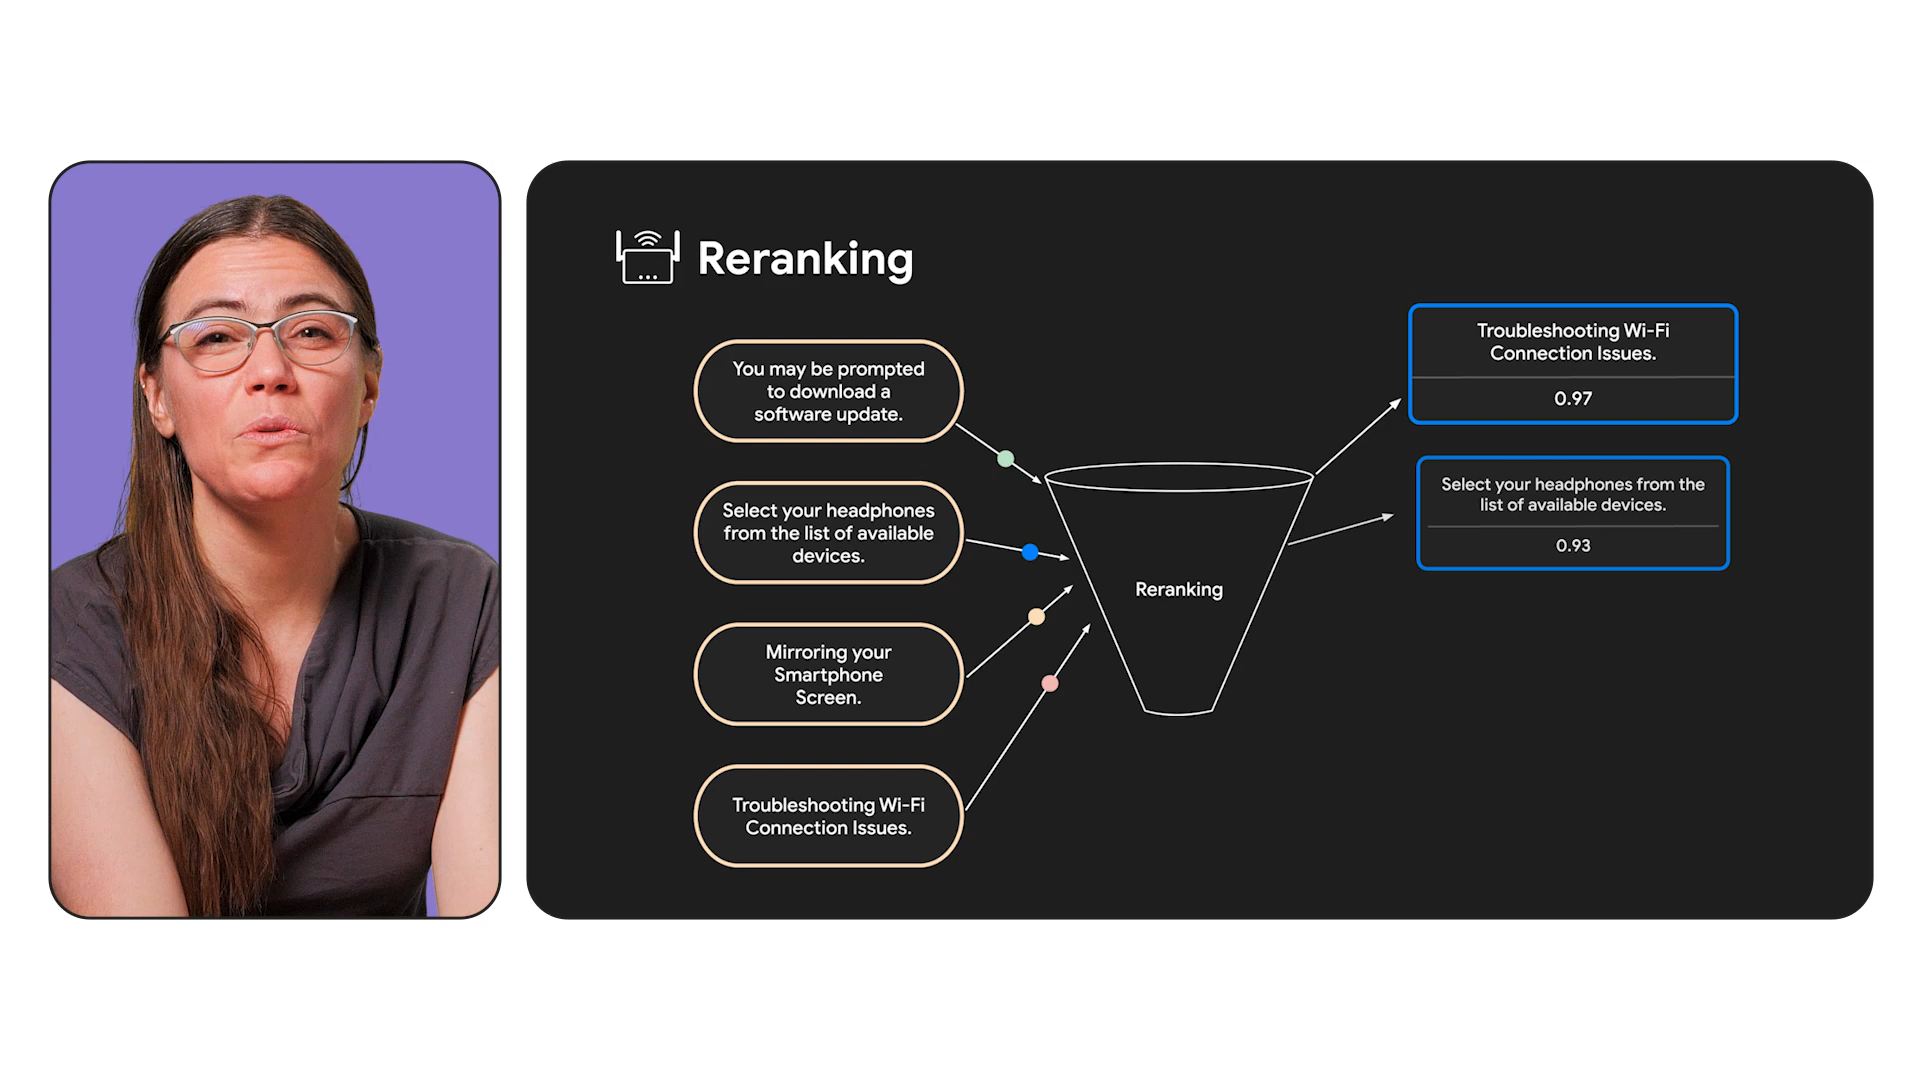 Reranking
You may be prompted
to download a
software update.
Select your headphones
from the list of available
devices.
Mirroring your
Smartphone
Screen.
Troubleshooting Wi-Fi
Connection Issues.
Reranking
Troubleshooting Wi-Fi
Connection Issues.
0.97
Select your headphones from the
list of available devices.
0.93